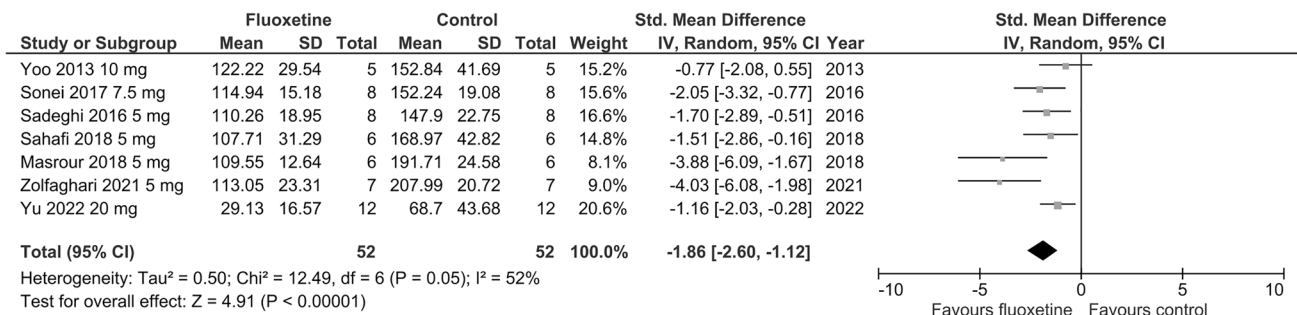 Fluoxetine Control Std. Mean Difference Std. Mean Difference
Study or Subgroup Mean SD Total Mean SD Total Weight IV, Random, 95% CI Year IV, Random, 95% CI
Yoo 2013 10 mg 122.22 29.54 5 152.84 41.69 5 15.2% -0.77 [-2.08, 0.55] 2013
Sonei 2017 7.5 mg 114.94 15.18 8 152.24 19.08 8 15.6% -2.05 [-3.32, -0.77] 2016
Sadeghi 2016 5 mg 110.26 18.95 8 147.9 22.75 8 16.6% -1.70 [-2.89, -0.51] 2016
Sahafi 2018 5 mg 107.71 31.29 6 168.97 42.82 6 14.8% -1.51 [-2.86, -0.16] 2018
Masrour 2018 5 mg 109.55 12.64 6 191.71 24.58 6 8.1% -3.88 [-6.09, -1.67] 2018
Zolfaghari 2021 5 mg 113.05 23.31 7 207.99 20.72 7 9.0% -4.03 [-6.08, -1.98] 2021
Yu 2022 20 mg 29.13 16.57 12 68.7 43.68 12 20.6% -1.16 [-2.03, -0.28] 2022
Total (95% CI) 52 52 100.0% -1.86 [-2.60, -1.12]
Heterogeneity: Tau² = 0.50; Chi² = 12.49, df = 6 (P = 0.05); I² = 52%
Test for overall effect: Z = 4.91 (P < 0.00001)
-10 -5 0 5 10
Favours fluoxetine Favours control